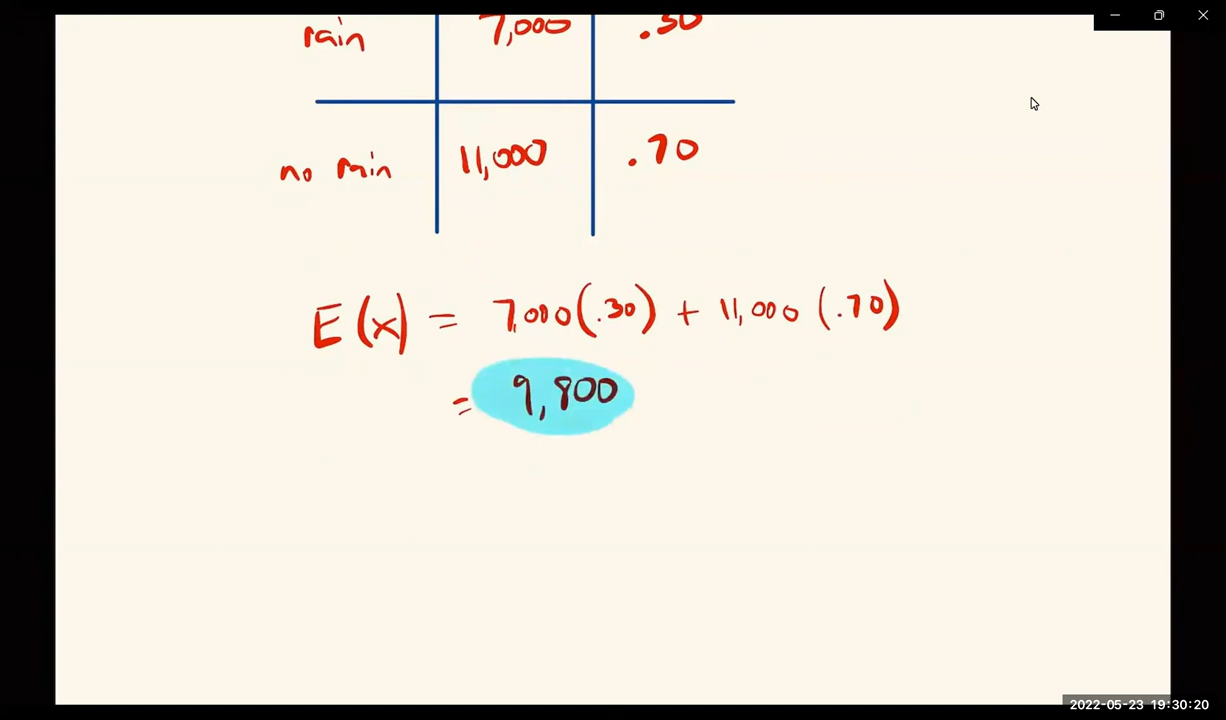 rain 7,000 .30
no rain 11,000 .70
E(x) = 7,000(.30) + 11,000(.70)
= 9,800
2022-05-23 19:30:20